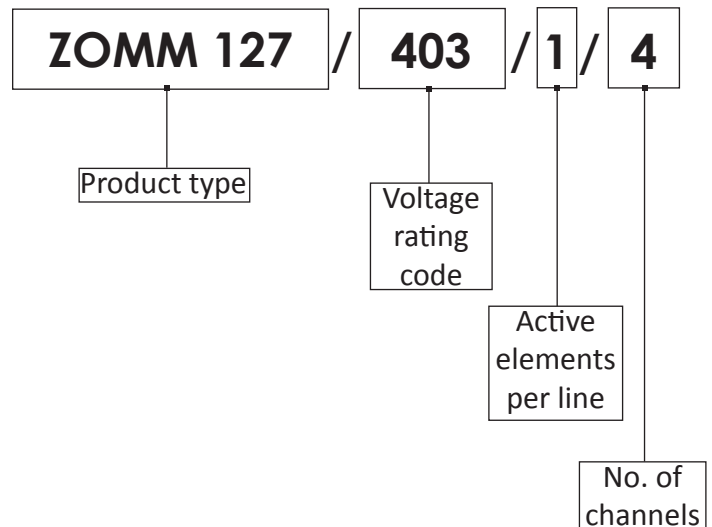 ZOMM 127 / 403 / 1 / 4
Product type
Voltage
rating
code
Active
elements
per line
No. of
channels